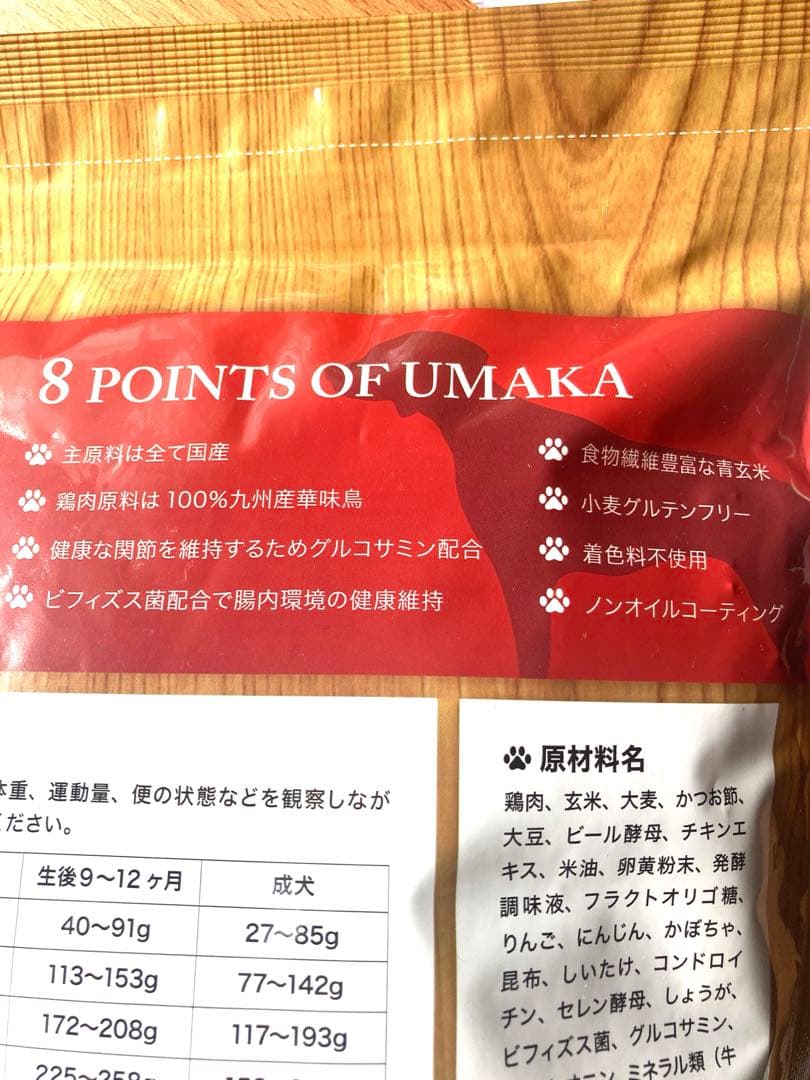 8 POINTS OF UMAKA
主原料は全て国産
鶏肉原料は100%九州産華味鳥
健康な関節を維持するためグルコサミン配合
ビフィズス菌配合で腸内環境の健康維持
食物繊維豊富な青玄米
小麦グルテンフリー
着色料不使用
ノンオイルコーティング
体重、運動量、便の状態などを観察しなが
ださい。
生後9〜12ヶ月 成犬
40〜91g 27〜85g
113〜153g 77〜142g
172〜208g 117〜193g
225〜258g
原材料名
鶏肉、玄米、大麦、かつお節、
大豆、ビール酵母、チキンエ
キス、米油、卵黄粉末、発酵
調味液、フラクトオリゴ糖、
りんご、にんじん、かぼちゃ、
昆布、しいたけ、コンドロイ
チン、セレン酵母、しょうが、
ビフィズス菌、グルコサミン、
ミネラル類（牛